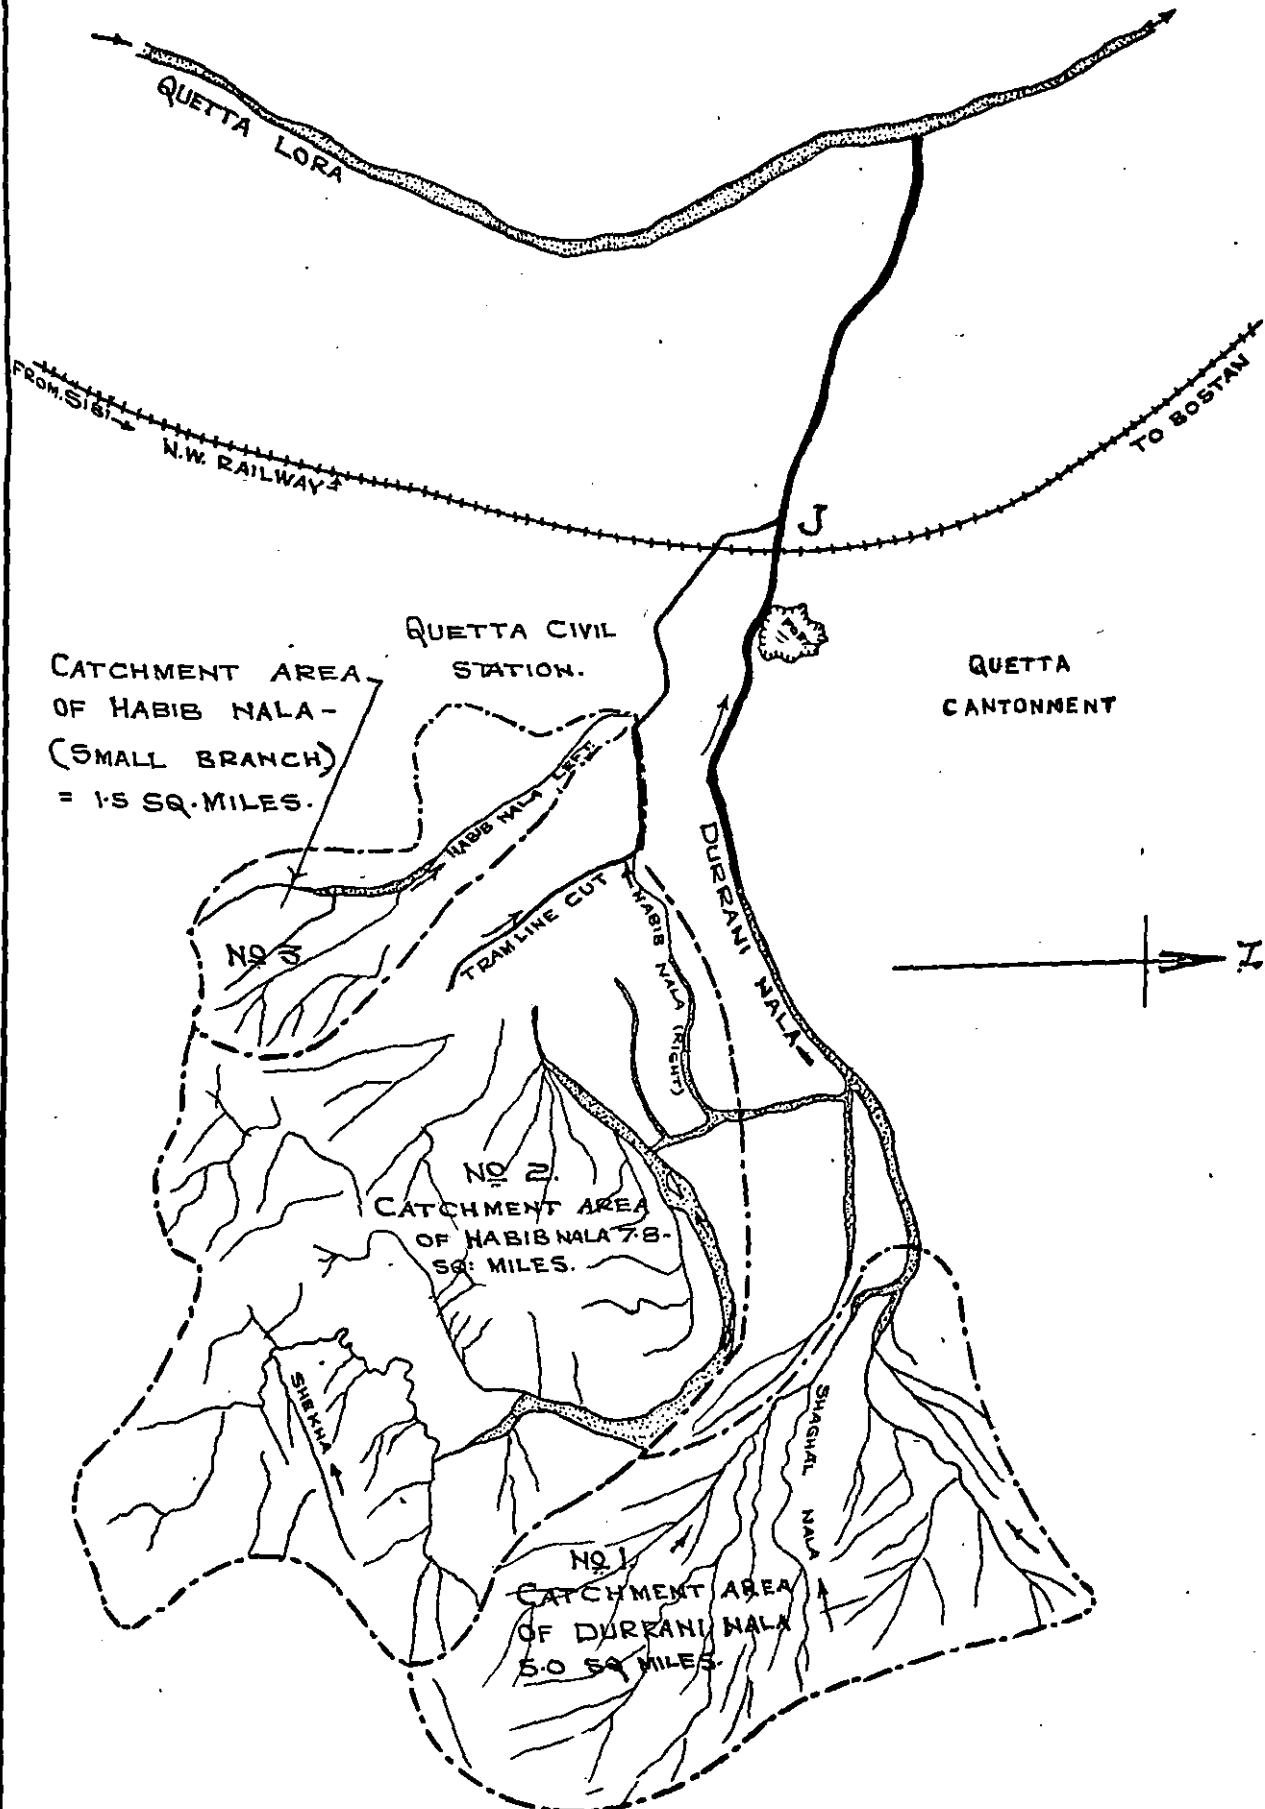 QUETTA LORA
FROM SIBI
N.W. RAILWAY
TO BOSTAN
J
FORT
QUETTA CIVIL
STATION.
QUETTA
CANTONMENT
CATCHMENT AREA
OF HABIB NALA-
(SMALL BRANCH)
= 1.5 SQ. MILES.
HABIB NALA LEFT.
DURRANI NALA
TRAM LINE CUT
HABIB NALA (RIGHT)
No 3
No 2.
CATCHMENT AREA
OF HABIB NALA 7.8-
SQ: MILES.
SHEKHA
SHAGHAL NALA
No 1.
CATCHMENT AREA
OF DURRANI NALA
5.0 SQ MILES.